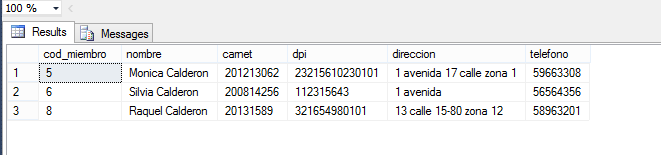 100 %
Results Messages
cod_miembro nombre carnet dpi direccion telefono
1 5 Monica Calderon 201213062 23215610230101 1 avenida 17 calle zona 1 59663308
2 6 Silvia Calderon 200814256 112315643 1 avenida 56564356
3 8 Raquel Calderon 20131589 321654980101 13 calle 15-80 zona 12 58963201